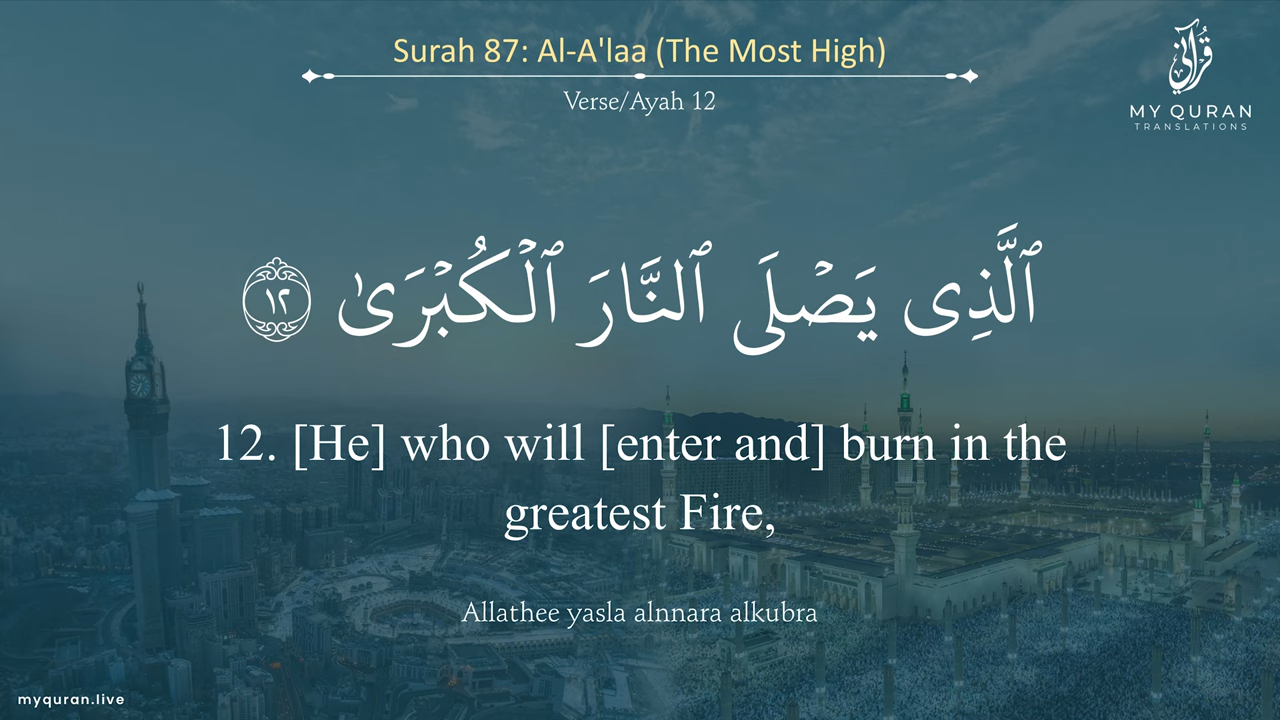 Surah 87: Al-A'laa (The Most High)
Verse/Ayah 12
قرآني
MY QURAN
TRANSLATIONS
ٱلَّذِى يَصْلَى ٱلنَّارَ ٱلْكُبْرَىٰ ١٢
12. [He] who will [enter and] burn in the
greatest Fire,
Allathee yasla alnnara alkubra
myquran.live